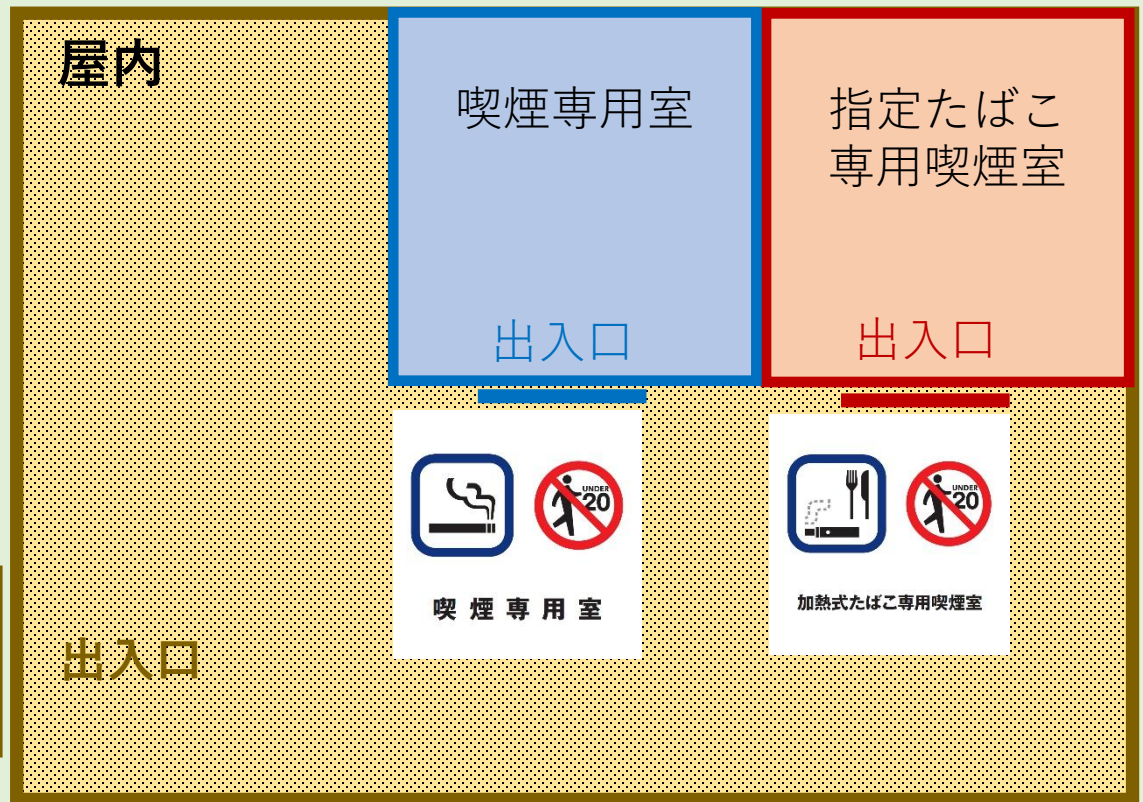 屋内
喫煙専用室
指定たばこ
専用喫煙室
出入口
出入口
UNDER
20
喫煙専用室
UNDER
20
加熱式たばこ専用喫煙室
出入口